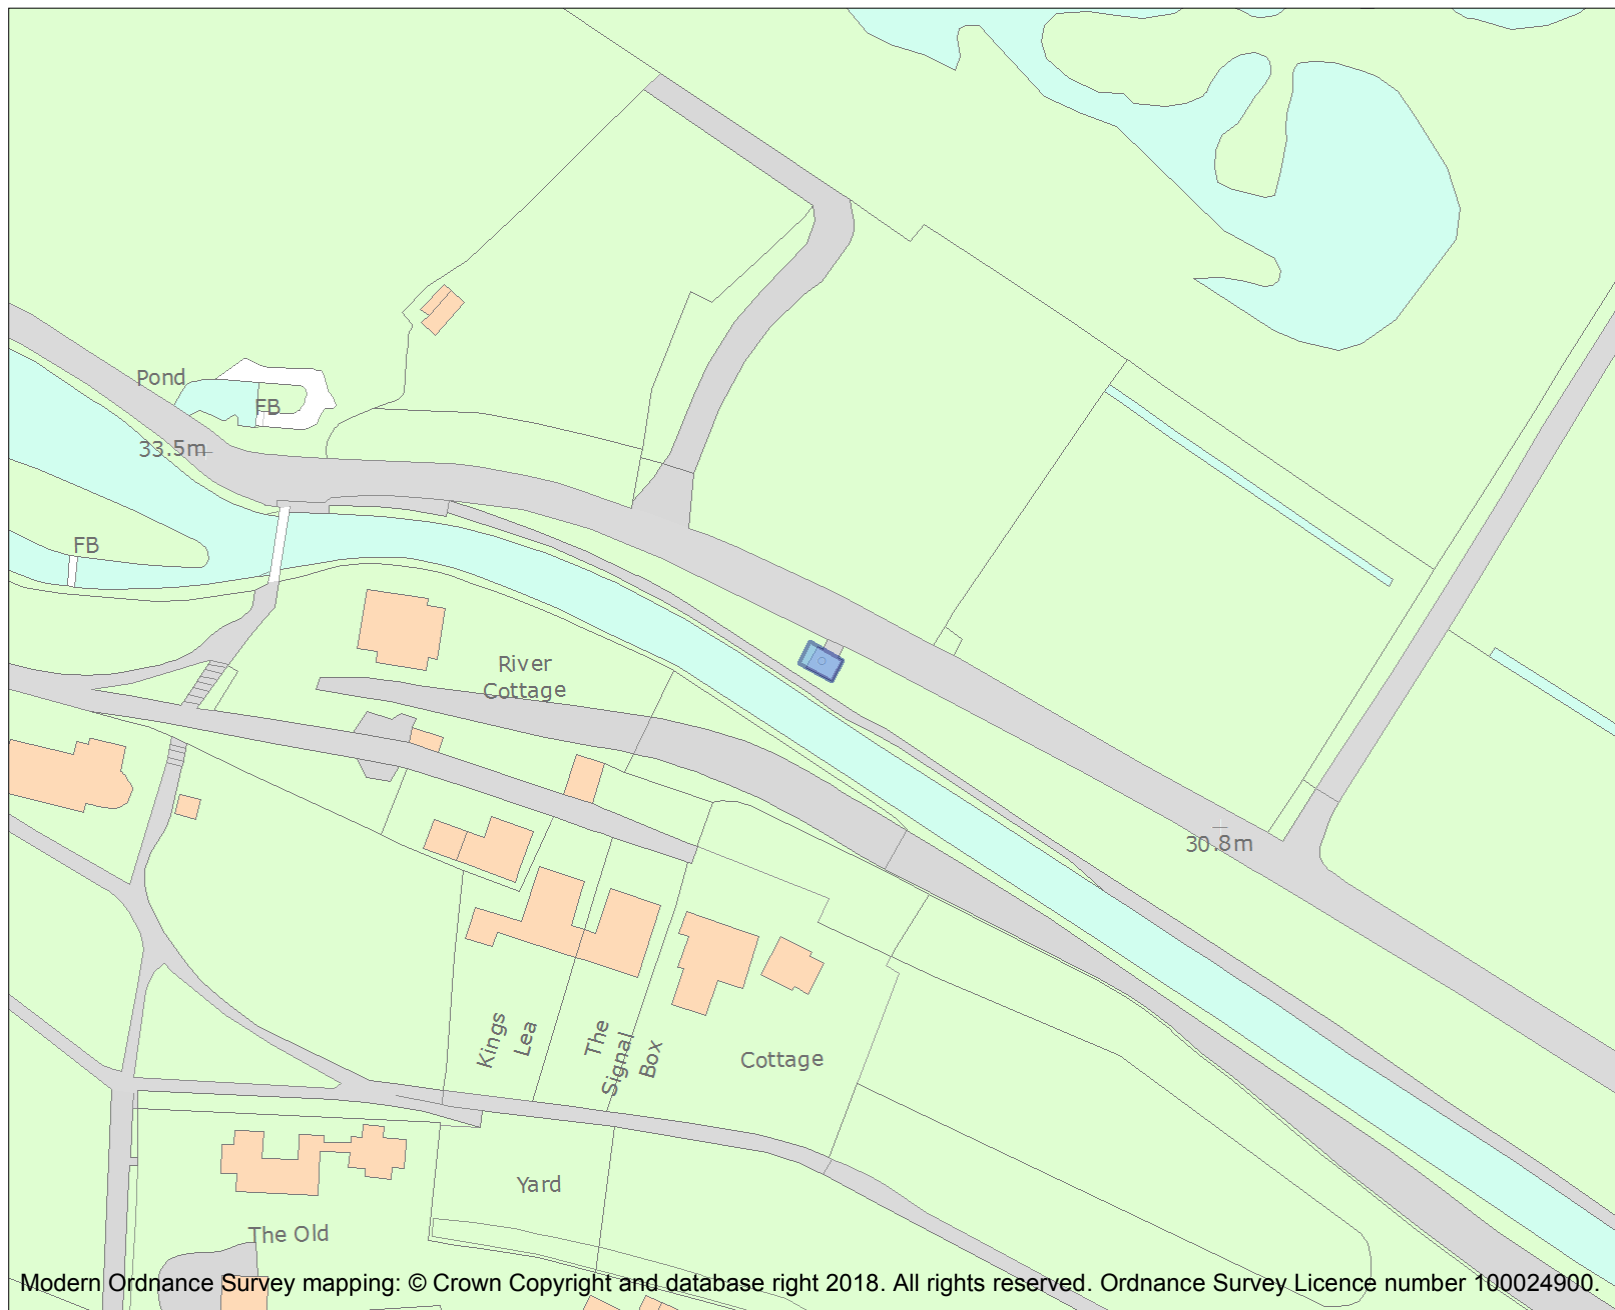 Pond
FB
33.5m
FB
River
Cottage
30.8m
Kings
Lea
The
Signal
Box
Cottage
Yard
The Old
Modern Ordnance Survey mapping: © Crown Copyright and database right 2018. All rights reserved. Ordnance Survey Licence number 100024900.